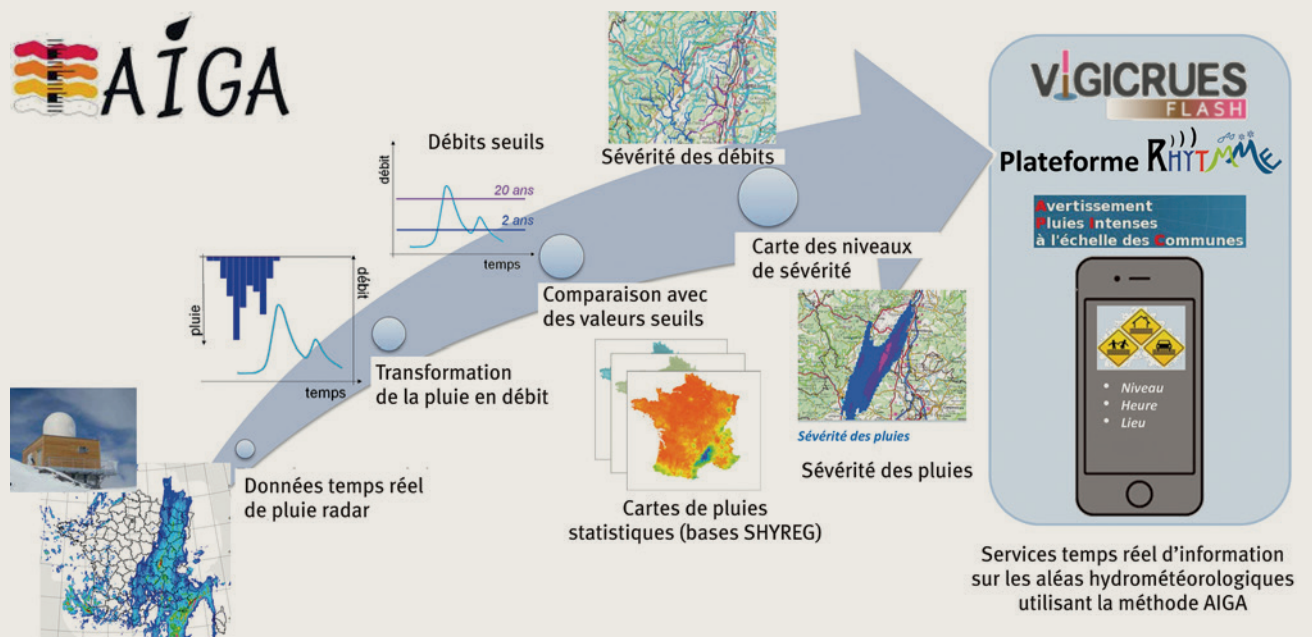 AIGA
Débits seuils
débit
20 ans
2 ans
temps
Sévérité des débits
pluie
débit
temps
Données temps réel
de pluie radar
Transformation
de la pluie en débit
Comparaison avec
des valeurs seuils
Carte des niveaux
de sévérité
Cartes de pluies
statistiques (bases SHYREG)
Sévérité des pluies
Sévérité des pluies
VIGICRUES
FLASH
Plateforme RHYTMME
Avertissement
Pluies Intenses
à l'échelle des Communes
• Niveau
• Heure
• Lieu
Services temps réel d'information
sur les aléas hydrométéorologiques
utilisant la méthode AIGA